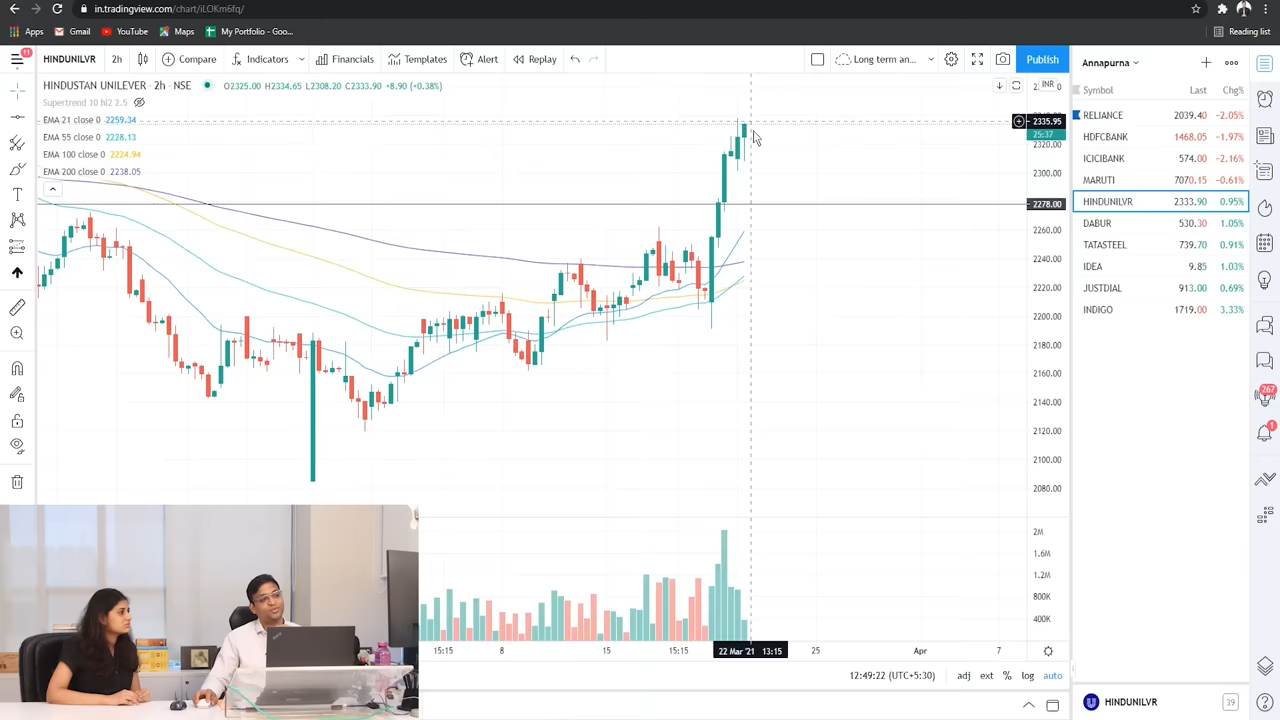 in.tradingview.com/chart/iLOKm6fq/
Apps Gmail YouTube Maps My Portfolio - Goo... Reading list
11
HINDUNILVR 2h Compare Indicators Financials Templates Alert Replay Long term an... Publish
HINDUSTAN UNILEVER · 2h · NSE O2325.00 H2334.65 L2308.20 C2333.90 +8.90 (+0.38%)
Supertrend 10 hl2 2.5
EMA 21 close 0 2259.34
EMA 55 close 0 2228.13
EMA 100 close 0 2224.94
EMA 200 close 0 2238.05
INR
2335.95
25:37
2320.00
2300.00
2278.00
2260.00
2240.00
2220.00
2200.00
2180.00
2160.00
2140.00
2120.00
2100.00
2080.00
2M
1.6M
1.2M
800K
400K
15:15 8 15 15:15 22 Mar '21 13:15 25 Apr 7
12:49:22 (UTC+5:30) adj ext % log auto
Annapurna
Symbol Last Chg%
RELIANCE 2039.40 -2.05%
HDFCBANK 1468.05 -1.97%
ICICIBANK 574.00 -2.16%
MARUTI 7070.15 -0.61%
HINDUNILVR 2333.90 0.95%
DABUR 530.30 1.05%
TATASTEEL 739.70 0.91%
IDEA 9.85 1.03%
JUSTDIAL 913.00 0.69%
INDIGO 1719.00 3.33%
267
1
HINDUNILVR 39